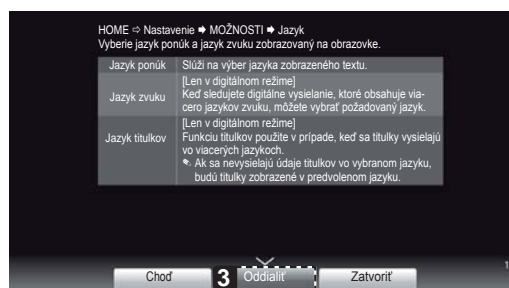 HOME ⇨ Nastavenie ➡ MOŽNOSTI ➡ Jazyk
Vyberie jazyk ponúk a jazyk zvuku zobrazovaný na obrazovke.
Jazyk ponúk
Slúži na výber jazyka zobrazeného textu.
Jazyk zvuku
[Len v digitálnom režime]
Keď sledujete digitálne vysielanie, ktoré obsahuje via-
cero jazykov zvuku, môžete vybrať požadovaný jazyk.
Jazyk titulkov
[Len v digitálnom režime]
Funkciu titulkov použite v prípade, keď sa titulky vysielajú
vo viacerých jazykoch.
✎ Ak sa nevysielajú údaje titulkov vo vybranom jazyku,
budú titulky zobrazené v predvolenom jazyku.
Choď
3
Oddialiť
Zatvoriť
1